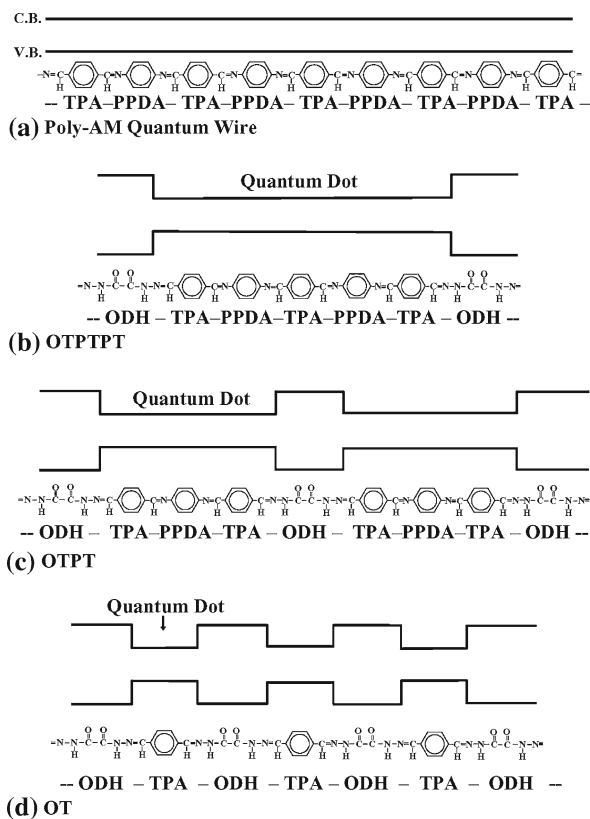 C.B.
V.B.
-- TPA–PPDA– TPA–PPDA– TPA–PPDA– TPA–PPDA– TPA –
(a) Poly-AM Quantum Wire
Quantum Dot
-- ODH – TPA–PPDA–TPA–PPDA–TPA – ODH --
(b) OTPTPT
Quantum Dot
-- ODH – TPA–PPDA–TPA – ODH – TPA–PPDA–TPA – ODH --
(c) OTPT
Quantum Dot
-- ODH – TPA – ODH – TPA – ODH – TPA – ODH --
(d) OT